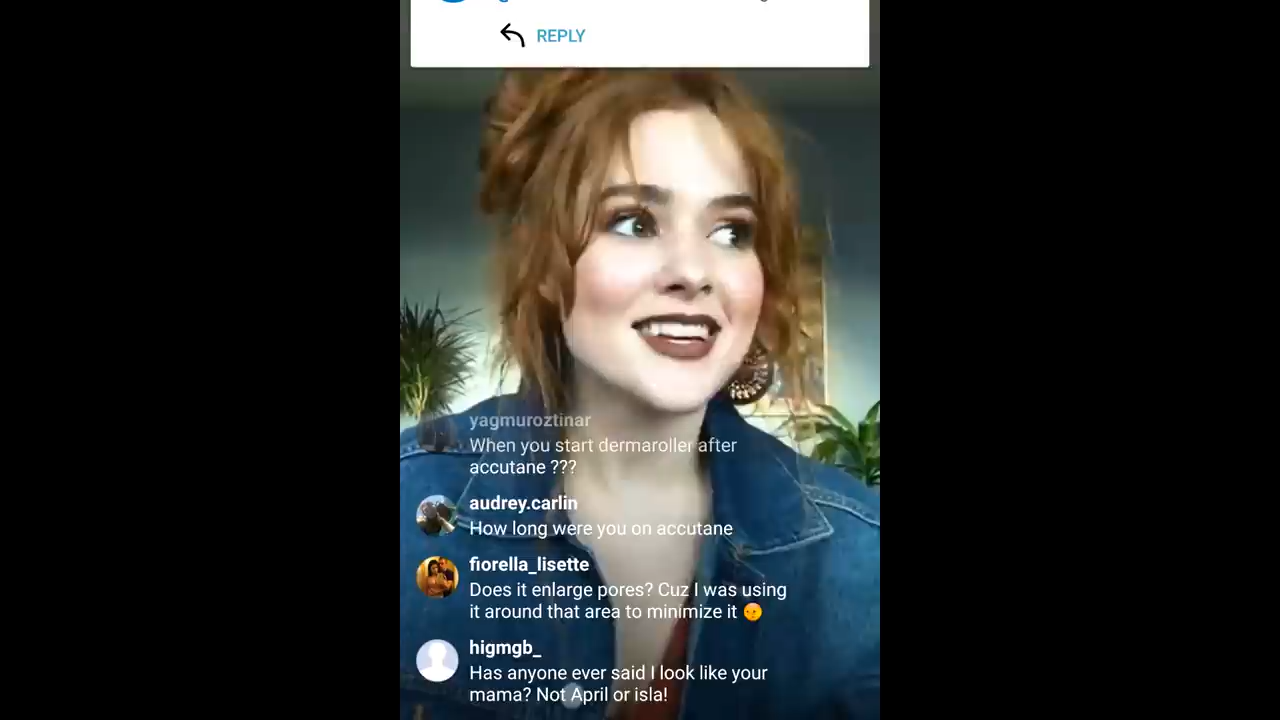 REPLY
yagmuroztinar
When you start dermaroller after
accutane ???
audrey.carlin
How long were you on accutane
fiorella_lisette
Does it enlarge pores? Cuz I was using
it around that area to minimize it 😠
higmgb_
Has anyone ever said I look like your
mama? Not April or isla!